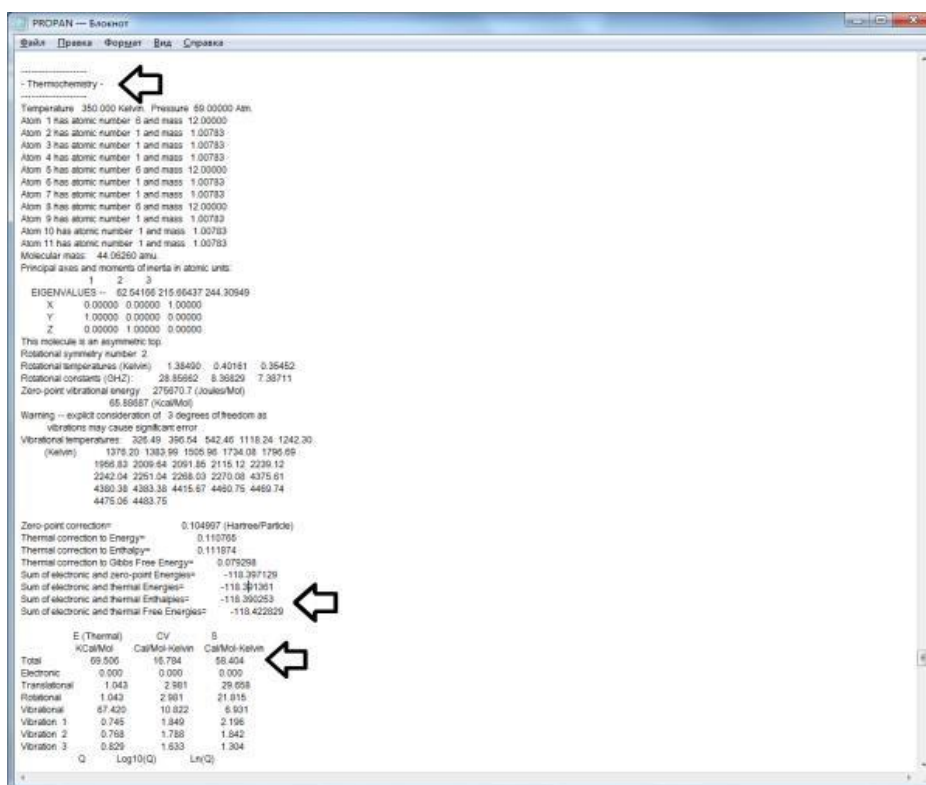 PROPAN — Блокнот
Файл Правка Формат Вид Справка
--------------------
- Thermochemistry -
--------------------
Temperature 350.000 Kelvin. Pressure 69.00000 Atm.
Atom 1 has atomic number 6 and mass 12.00000
Atom 2 has atomic number 1 and mass 1.00783
Atom 3 has atomic number 1 and mass 1.00783
Atom 4 has atomic number 1 and mass 1.00783
Atom 5 has atomic number 6 and mass 12.00000
Atom 6 has atomic number 1 and mass 1.00783
Atom 7 has atomic number 1 and mass 1.00783
Atom 8 has atomic number 6 and mass 12.00000
Atom 9 has atomic number 1 and mass 1.00783
Atom 10 has atomic number 1 and mass 1.00783
Atom 11 has atomic number 1 and mass 1.00783
Molecular mass: 44.06260 amu.
Principal axes and moments of inertia in atomic units:
1 2 3
EIGENVALUES -- 62.54166 215.66437 244.30949
X 0.00000 0.00000 1.00000
Y 1.00000 0.00000 0.00000
Z 0.00000 1.00000 0.00000
This molecule is an asymmetric top.
Rotational symmetry number 2.
Rotational temperatures (Kelvin) 1.38490 0.40161 0.35452
Rotational constants (GHZ): 28.85662 8.36829 7.38711
Zero-point vibrational energy 275670.7 (Joules/Mol)
65.88687 (Kcal/Mol)
Warning -- explicit consideration of 3 degrees of freedom as
vibrations may cause significant error
Vibrational temperatures: 326.49 396.54 542.46 1118.24 1242.30
(Kelvin) 1376.20 1383.99 1505.96 1734.08 1796.69
1956.83 2009.64 2091.86 2115.12 2239.12
2242.04 2251.04 2268.03 2270.08 4375.61
4380.38 4383.38 4415.67 4460.75 4469.74
4475.06 4483.75
Zero-point correction= 0.104997 (Hartree/Particle)
Thermal correction to Energy= 0.110765
Thermal correction to Enthalpy= 0.111874
Thermal correction to Gibbs Free Energy= 0.079298
Sum of electronic and zero-point Energies= -118.397129
Sum of electronic and thermal Energies= -118.391361
Sum of electronic and thermal Enthalpies= -118.390253
Sum of electronic and thermal Free Energies= -118.422829
E (Thermal) CV S
KCal/Mol Cal/Mol-Kelvin Cal/Mol-Kelvin
Total 69.506 16.784 58.404
Electronic 0.000 0.000 0.000
Translational 1.043 2.981 29.658
Rotational 1.043 2.981 21.815
Vibrational 67.420 10.822 6.931
Vibration 1 0.745 1.849 2.196
Vibration 2 0.768 1.788 1.842
Vibration 3 0.829 1.633 1.304
Q Log10(Q) Ln(Q)